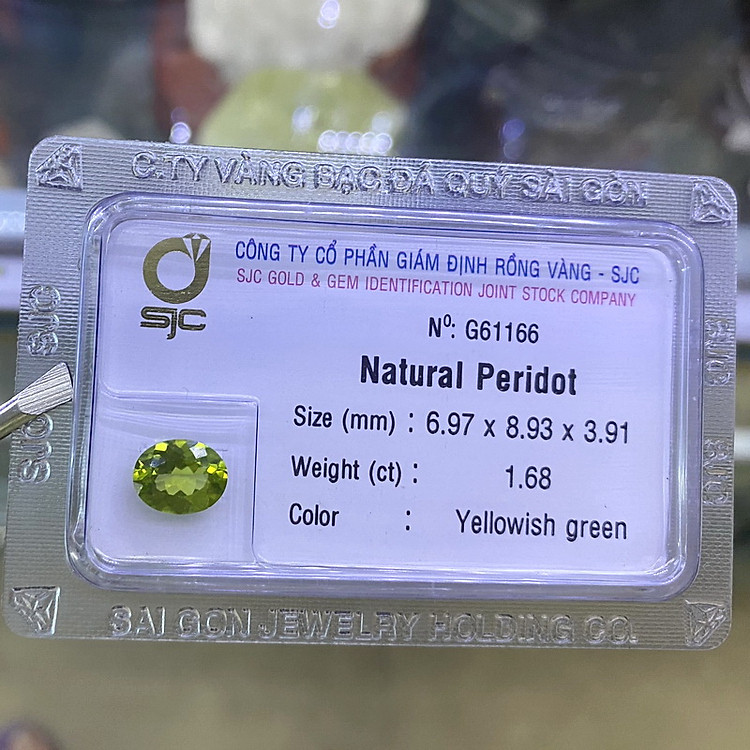 C.TY VÀNG BẠC ĐÁ QUÝ SÀI GÒN
SJC
CÔNG TY CỔ PHẦN GIÁM ĐỊNH RỒNG VÀNG - SJC
SJC GOLD & GEM IDENTIFICATION JOINT STOCK COMPANY
Nº: G61166
Natural Peridot
Size (mm) : 6.97 x 8.93 x 3.91
Weight (ct) : 1.68
Color : Yellowish green
SJC
SAI GON JEWELRY HOLDING CO.